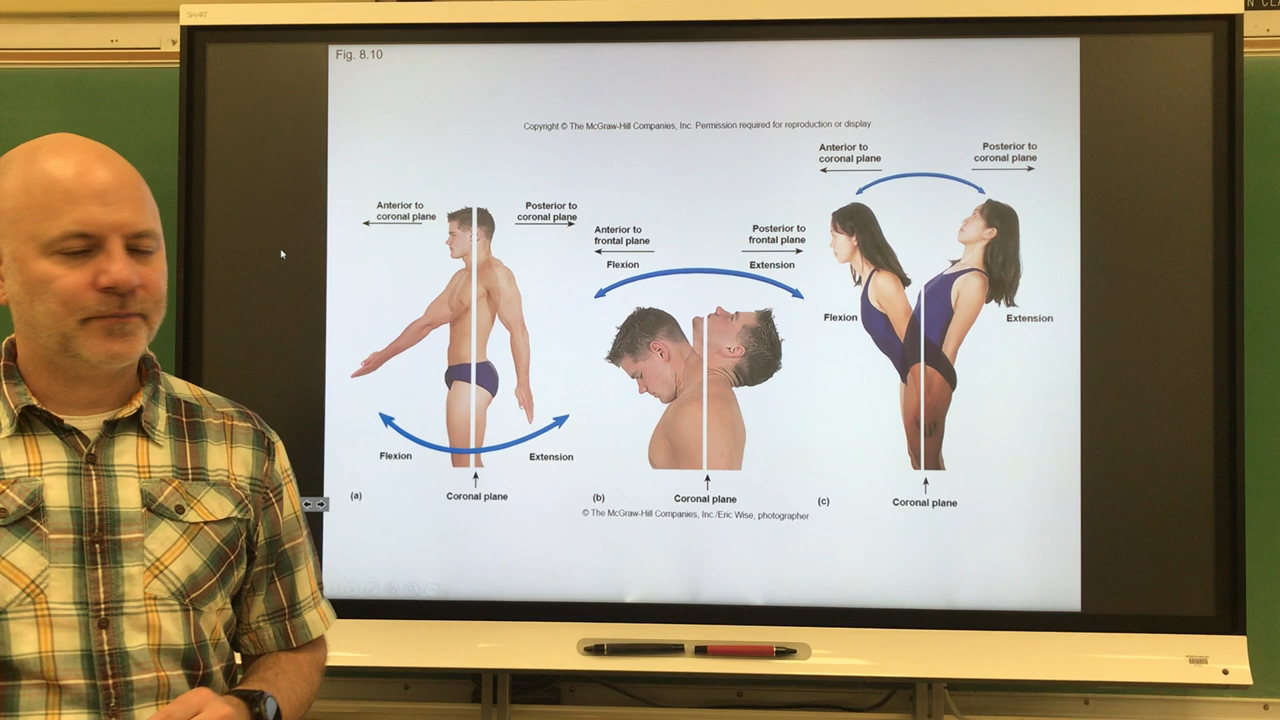 SMART
N CLA
Fig. 8.10
Copyright © The McGraw-Hill Companies, Inc. Permission required for reproduction or display.
Anterior to
coronal plane
Posterior to
coronal plane
Flexion
Extension
(a)
Coronal plane
Anterior to
frontal plane
Posterior to
frontal plane
Flexion
Extension
(b)
Coronal plane
Anterior to
coronal plane
Posterior to
coronal plane
Flexion
Extension
(c)
Coronal plane
© The McGraw-Hill Companies, Inc./Eric Wise, photographer